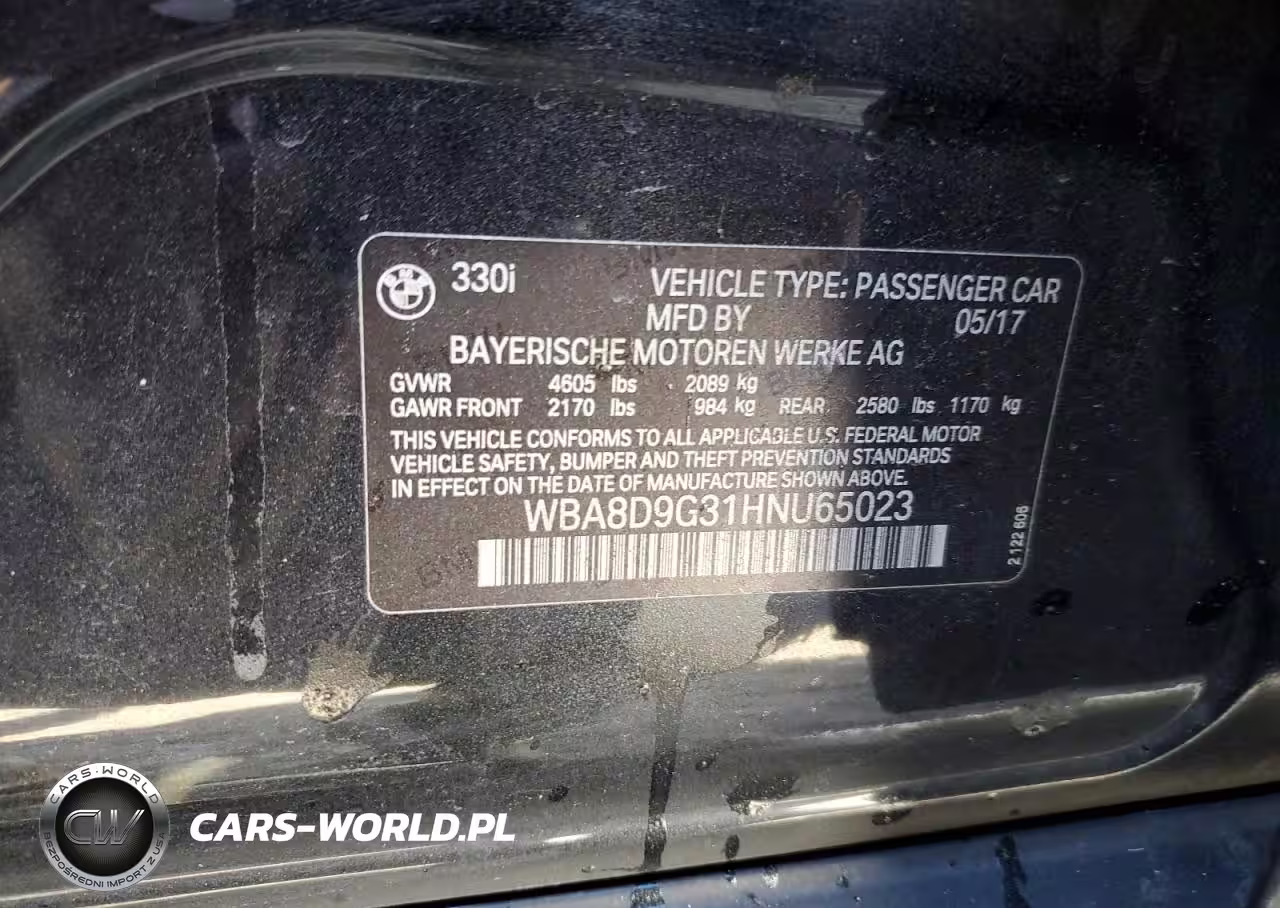 330i VEHICLE TYPE: PASSENGER CAR
MFD BY 05/17
BAYERISCHE MOTOREN WERKE AG
GVWR 4605 lbs 2089 kg
GAWR FRONT 2170 lbs 984 kg REAR 2580 lbs 1170 kg
THIS VEHICLE CONFORMS TO ALL APPLICABLE U.S. FEDERAL MOTOR
VEHICLE SAFETY, BUMPER AND THEFT PREVENTION STANDARDS
IN EFFECT ON THE DATE OF MANUFACTURE SHOWN ABOVE.
WBA8D9G31HNU65023
2 122 606
CARS-WORLD
CW
BEZPOŚREDNI IMPORT Z USA
CARS-WORLD.PL